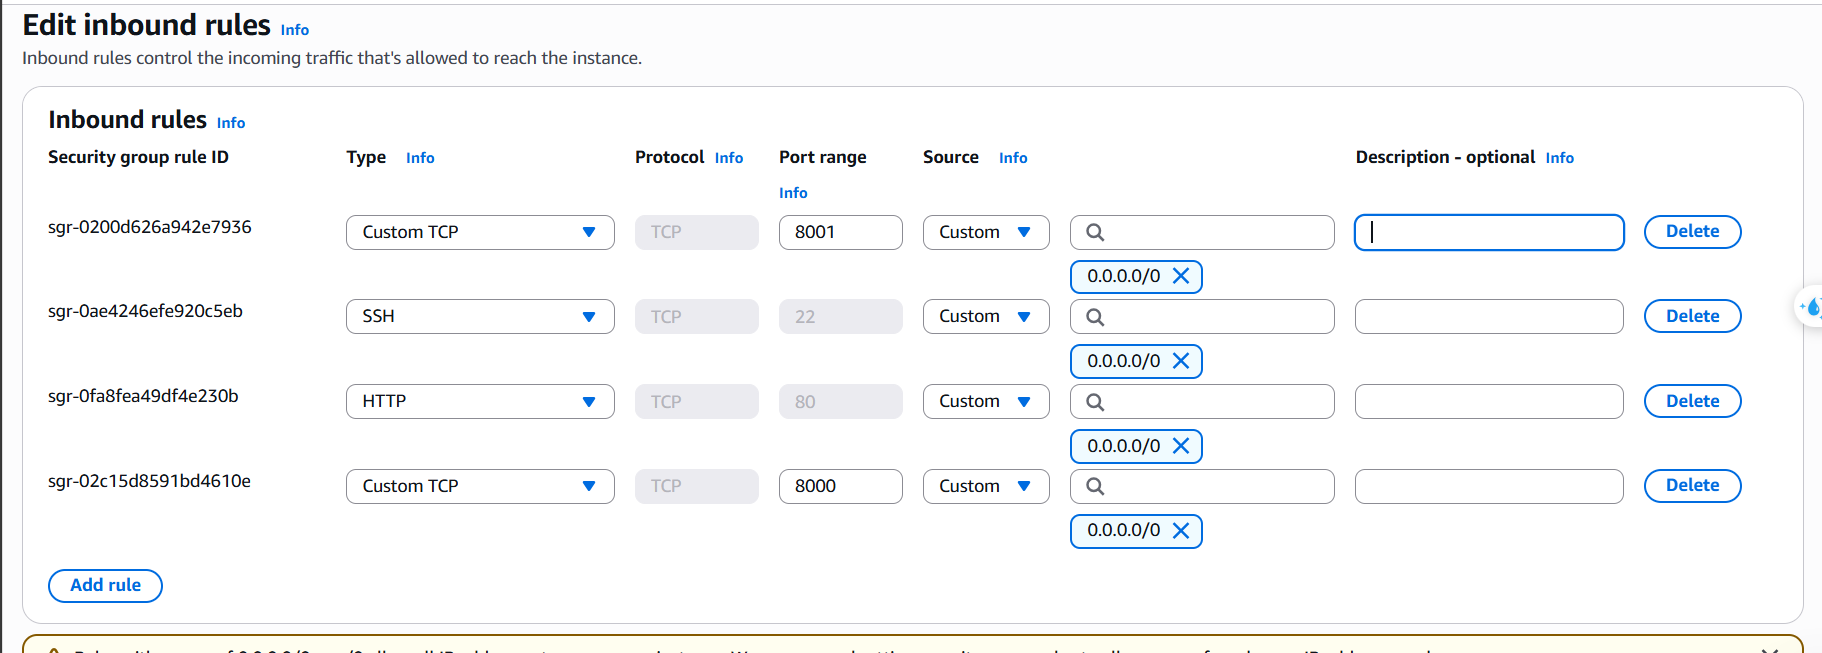 Edit inbound rules Info
Inbound rules control the incoming traffic that's allowed to reach the instance.
Inbound rules Info
Security group rule ID Type Info Protocol Info Port range Info Source Info Description - optional Info
sgr-0200d626a942e7936 Custom TCP TCP 8001 Custom Delete
0.0.0.0/0
sgr-0ae4246efe920c5eb SSH TCP 22 Custom Delete
0.0.0.0/0
sgr-0fa8fea49df4e230b HTTP TCP 80 Custom Delete
0.0.0.0/0
sgr-02c15d8591bd4610e Custom TCP TCP 8000 Custom Delete
0.0.0.0/0
Add rule